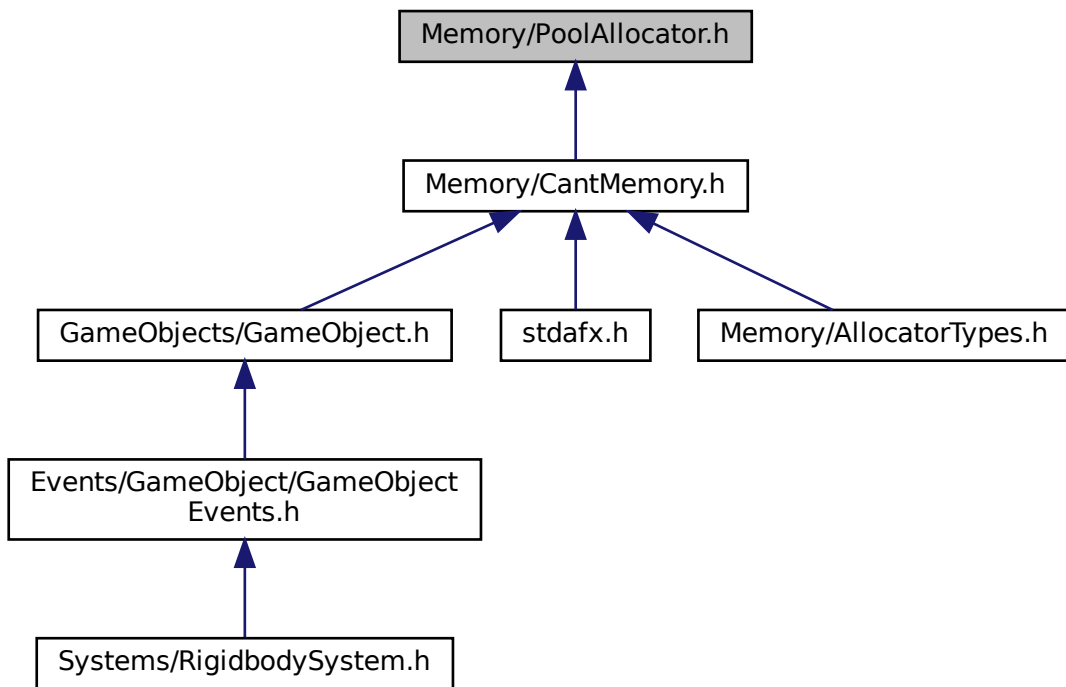 Memory/PoolAllocator.h
Memory/CantMemory.h
GameObjects/GameObject.h
stdafx.h
Memory/AllocatorTypes.h
Events/GameObject/GameObject
Events.h
Systems/RigidbodySystem.h